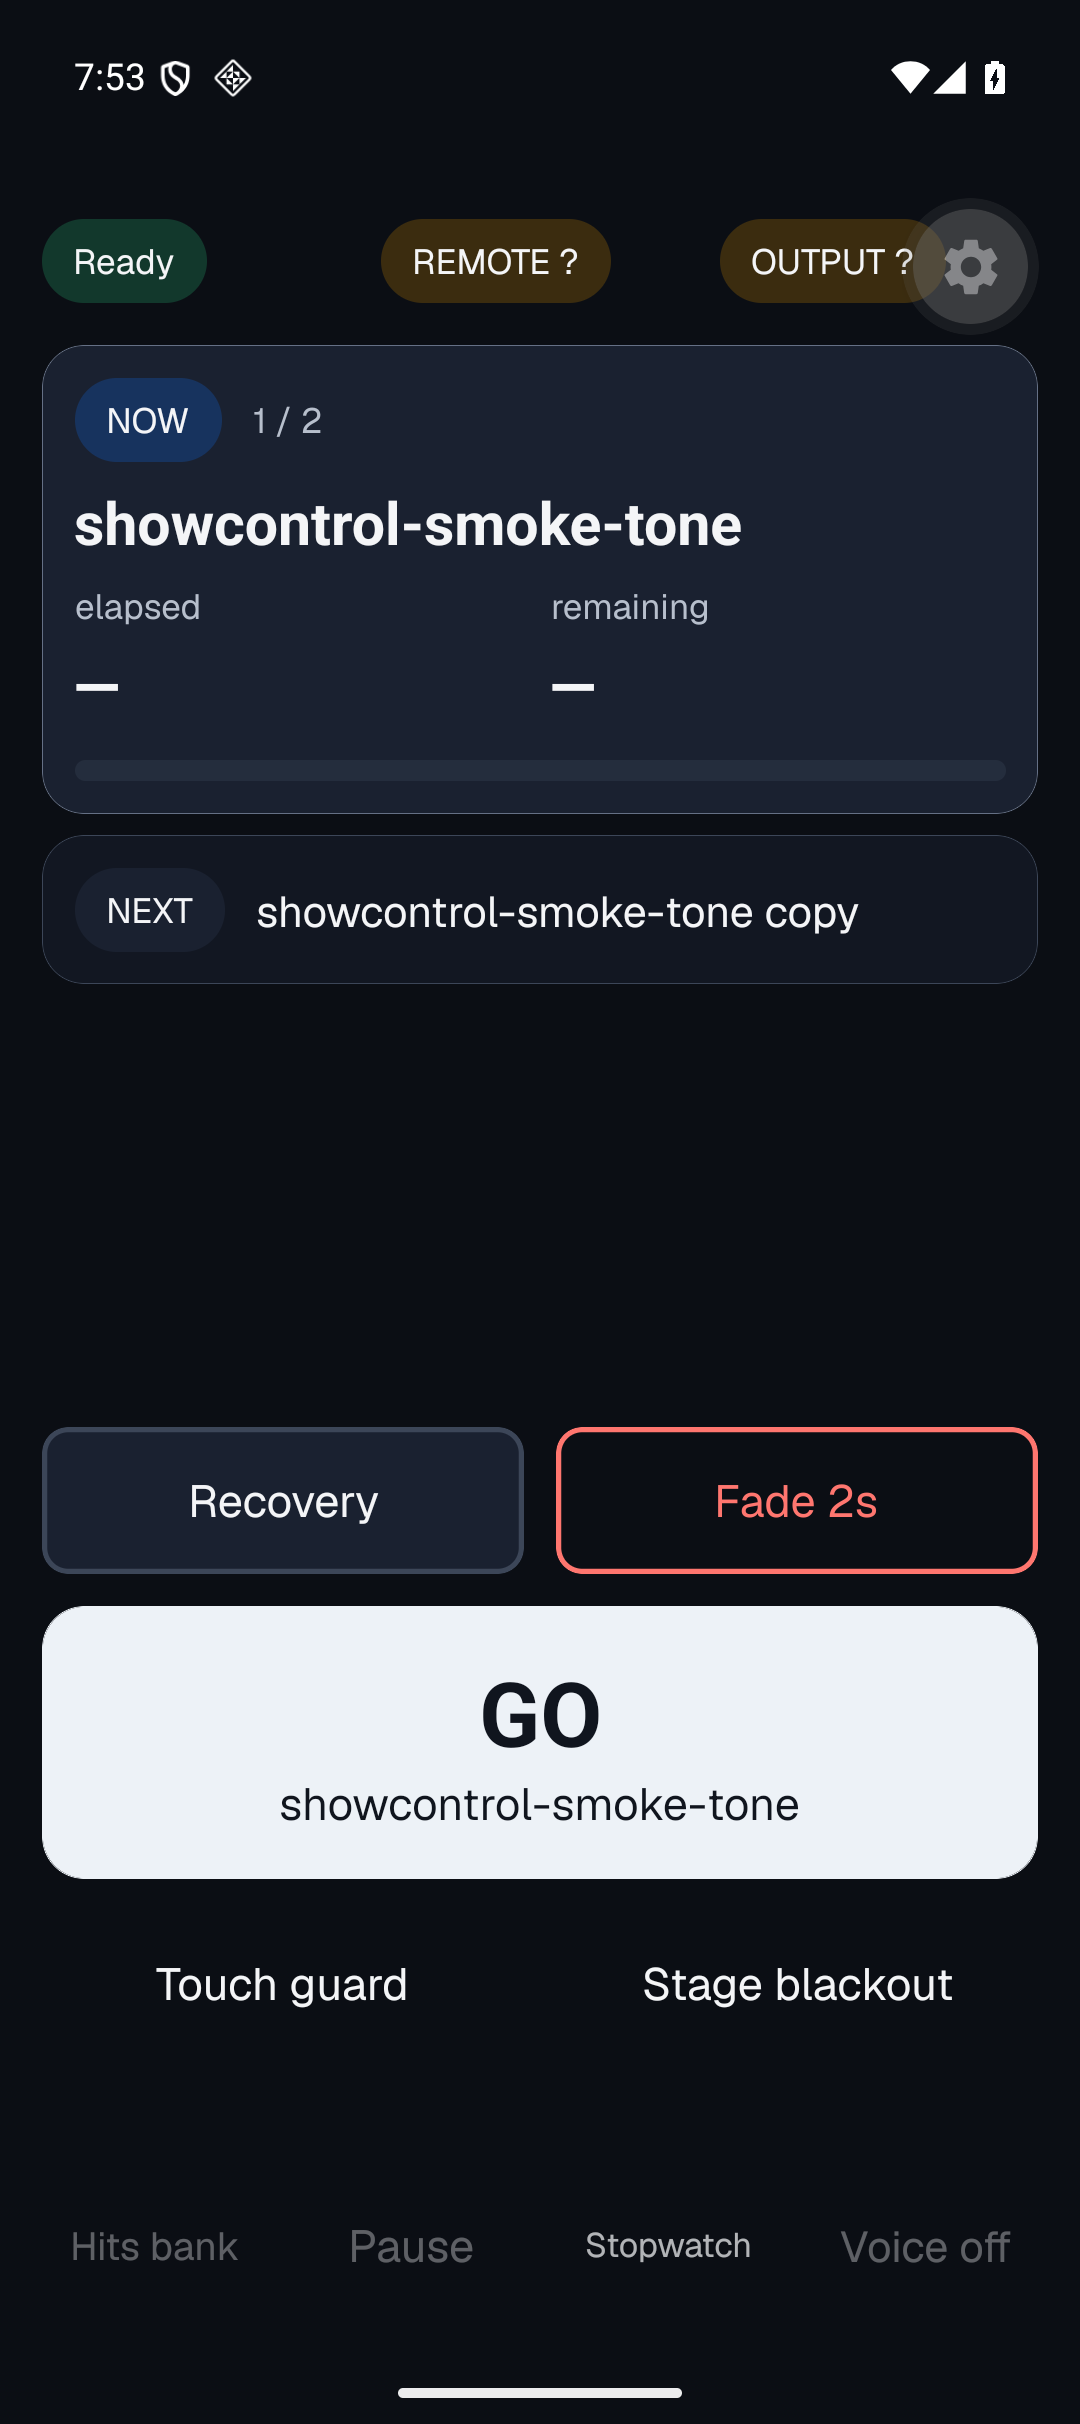 7:53
Ready
REMOTE ?
OUTPUT ?
NOW
1 / 2
showcontrol-smoke-tone
elapsed
remaining
—
—
NEXT
showcontrol-smoke-tone copy
Recovery
Fade 2s
GO
showcontrol-smoke-tone
Touch guard
Stage blackout
Hits bank
Pause
Stopwatch
Voice off